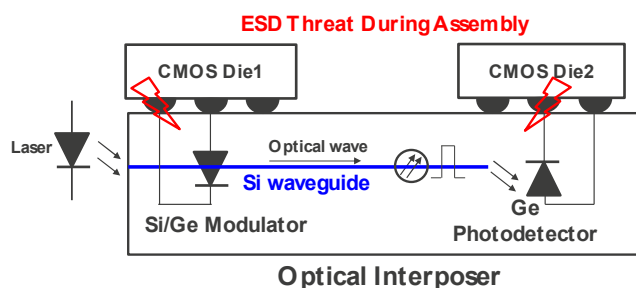 ESD Threat During Assembly
CMOS Die1
CMOS Die2
Laser
Optical wave
Si waveguide
Si/Ge Modulator
Ge
Photodetector
Optical Interposer